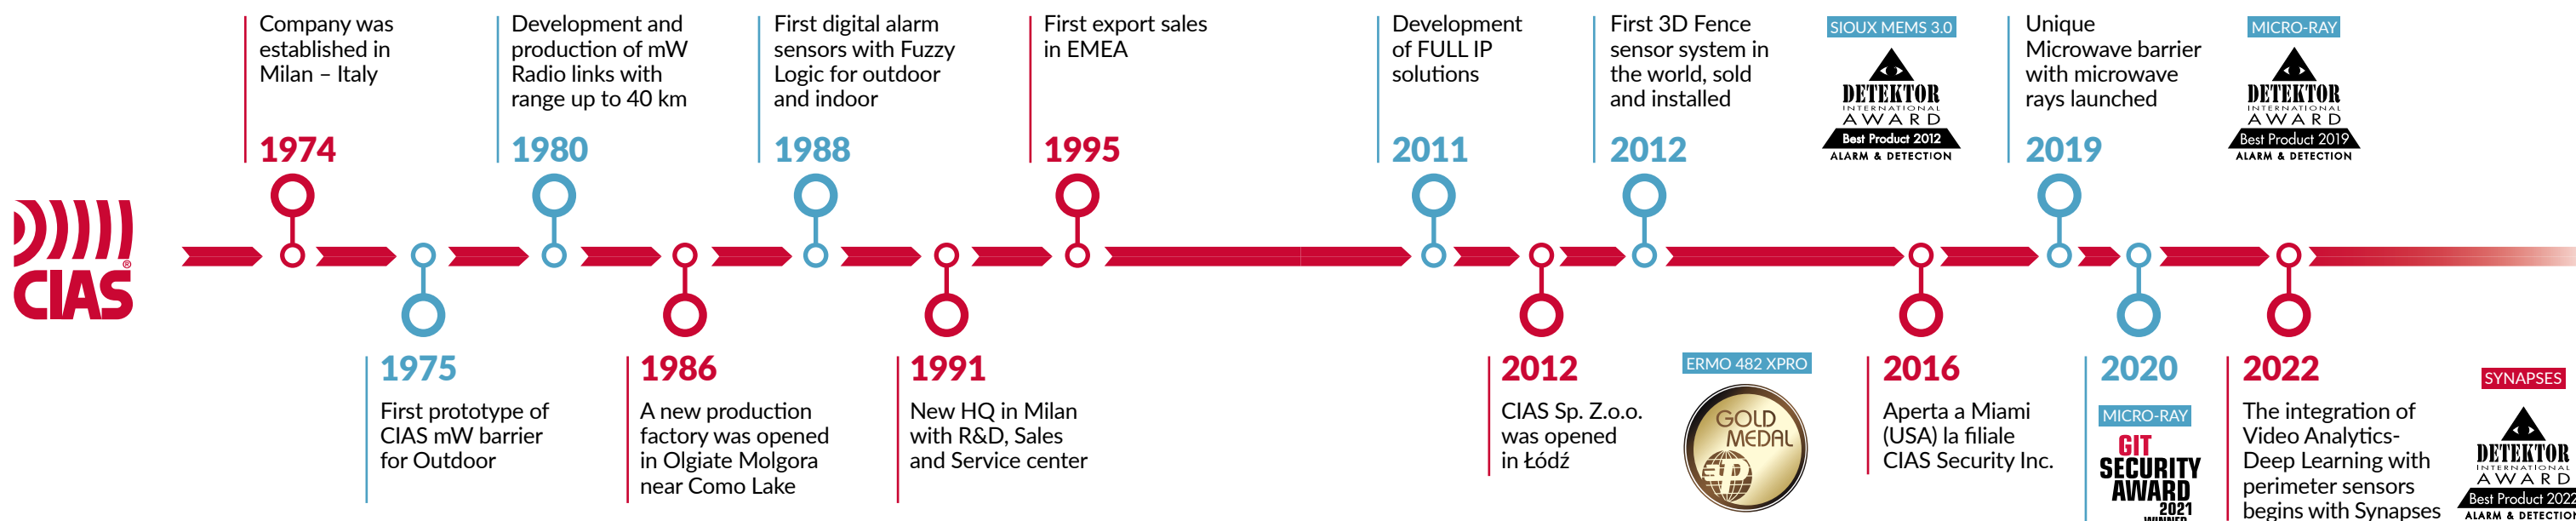 Company was
established in
Milan – Italy
1974
Development and
production of mW
Radio links with
range up to 40 km
1980
First digital alarm
sensors with Fuzzy
Logic for outdoor
and indoor
1988
First export sales
in EMEA
1995
Development
of FULL IP
solutions
2011
First 3D Fence
sensor system in
the world, sold
and installed
2012
SIOUX MEMS 3.0
DETEKTOR
INTERNATIONAL
AWARD
Best Product 2012
ALARM & DETECTION
Unique
Microwave barrier
with microwave
rays launched
2019
MICRO-RAY
DETEKTOR
INTERNATIONAL
AWARD
Best Product 2019
ALARM & DETECTION
CIAS®
1975
First prototype of
CIAS mW barrier
for Outdoor
1986
A new production
factory was opened
in Olgiate Molgora
near Como Lake
1991
New HQ in Milan
with R&D, Sales
and Service center
2012
CIAS Sp. Z.o.o.
was opened
in Łódź
ERMO 482 XPRO
GOLD
MEDAL
2016
Aperta a Miami
(USA) la filiale
CIAS Security Inc.
2020
MICRO-RAY
GIT
SECURITY
AWARD
2021
WINNER
2022
The integration of
Video Analytics-
Deep Learning with
perimeter sensors
begins with Synapses
SYNAPSES
DETEKTOR
INTERNATIONAL
AWARD
Best Product 2022
ALARM & DETECTION